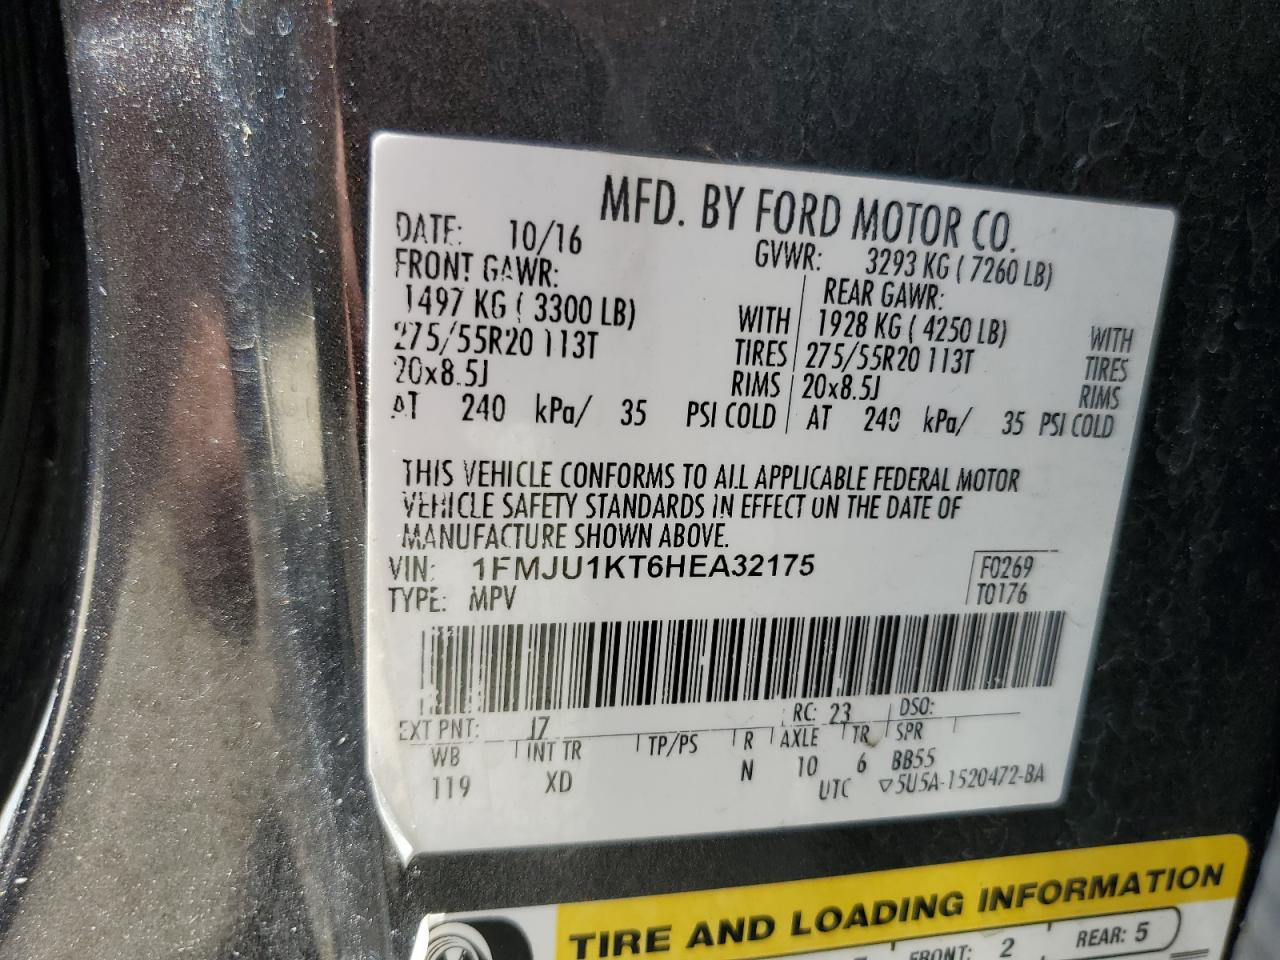 MFD. BY FORD MOTOR CO.
DATE: 10/16 GVWR: 3293 KG ( 7260 LB)
FRONT GAWR: REAR GAWR:
1497 KG ( 3300 LB) WITH 1928 KG ( 4250 LB) WITH
275/55R20 113T TIRES 275/55R20 113T TIRES
20x8.5J RIMS 20x8.5J RIMS
AT 240 kPa/ 35 PSI COLD AT 240 kPa/ 35 PSI COLD
THIS VEHICLE CONFORMS TO ALL APPLICABLE FEDERAL MOTOR
VEHICLE SAFETY STANDARDS IN EFFECT ON THE DATE OF
MANUFACTURE SHOWN ABOVE.
VIN: 1FMJU1KT6HEA32175 F0269
TYPE: MPV T0176
EXT PNT: J7 RC: 23 DSO:
WB INT TR TP/PS R AXLE TR SPR
119 XD N 10 6 BB55
UTC ▽5U5A-1520472-BA
TIRE AND LOADING INFORMATION
FRONT: 2 REAR: 5